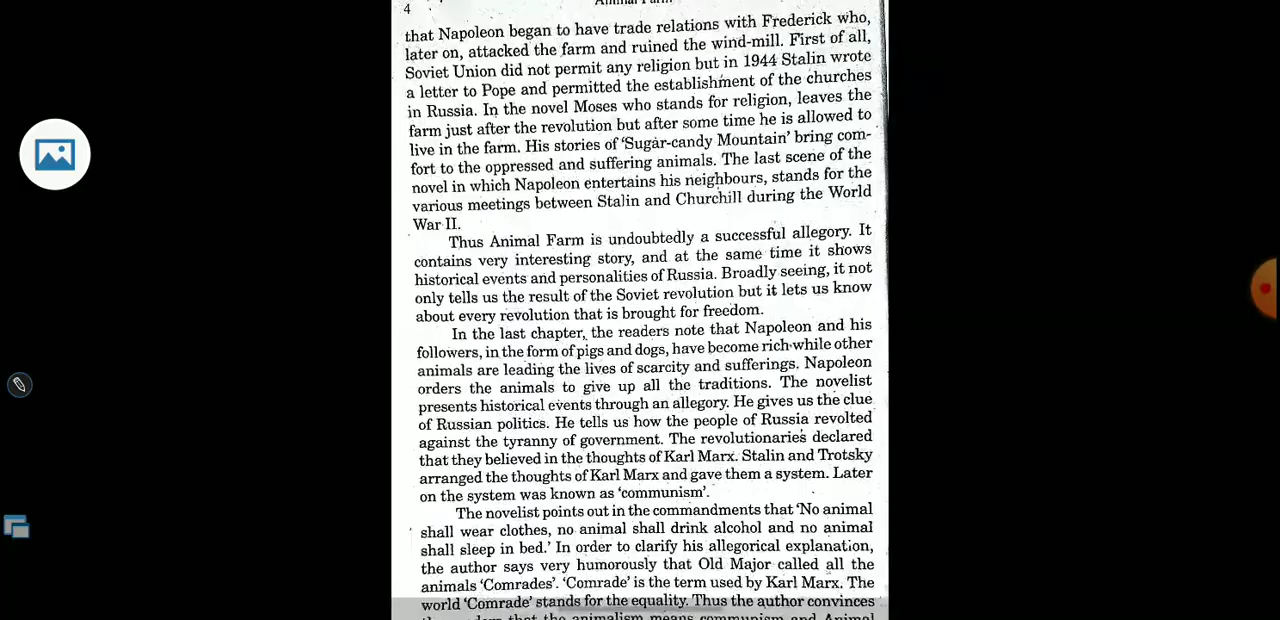 4
that Napoleon began to have trade relations with Frederick who,
later on, attacked the farm and ruined the wind-mill. First of all,
Soviet Union did not permit any religion but in 1944 Stalin wrote
a letter to Pope and permitted the establishment of the churches
in Russia. In the novel Moses who stands for religion, leaves the
farm just after the revolution but after some time he is allowed to
live in the farm. His stories of ‘Sugar-candy Mountain’ bring com-
fort to the oppressed and suffering animals. The last scene of the
novel in which Napoleon entertains his neighbours, stands for the
various meetings between Stalin and Churchill during the World
War II.
Thus Animal Farm is undoubtedly a successful allegory. It
contains very interesting story, and at the same time it shows
historical events and personalities of Russia. Broadly seeing, it not
only tells us the result of the Soviet revolution but it lets us know
about every revolution that is brought for freedom.
In the last chapter, the readers note that Napoleon and his
followers, in the form of pigs and dogs, have become rich while other
animals are leading the lives of scarcity and sufferings. Napoleon
orders the animals to give up all the traditions. The novelist
presents historical events through an allegory. He gives us the clue
of Russian politics. He tells us how the people of Russia revolted
against the tyranny of government. The revolutionaries declared
that they believed in the thoughts of Karl Marx. Stalin and Trotsky
arranged the thoughts of Karl Marx and gave them a system. Later
on the system was known as ‘communism’.
The novelist points out in the commandments that ‘No animal
shall wear clothes, no animal shall drink alcohol and no animal
shall sleep in bed.’ In order to clarify his allegorical explanation,
the author says very humorously that Old Major called all the
animals ‘Comrades’. ‘Comrade’ is the term used by Karl Marx. The
world ‘Comrade’ stands for the equality. Thus the author convinces
that the animalism means communism and Animal